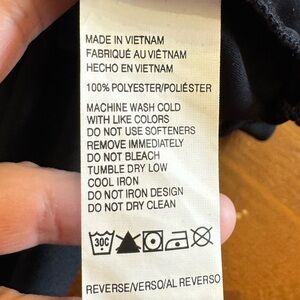 MADE IN VIETNAM
FABRIQUÉ AU VIÊTNAM
HECHO EN VIETNAM
100% POLYESTER/POLIÉSTER
MACHINE WASH COLD
WITH LIKE COLORS
DO NOT USE SOFTENERS
REMOVE IMMEDIATELY
DO NOT BLEACH
TUMBLE DRY LOW
COOL IRON
DO NOT IRON DESIGN
DO NOT DRY CLEAN
30C
REVERSE/VERSO/AL REVERSO